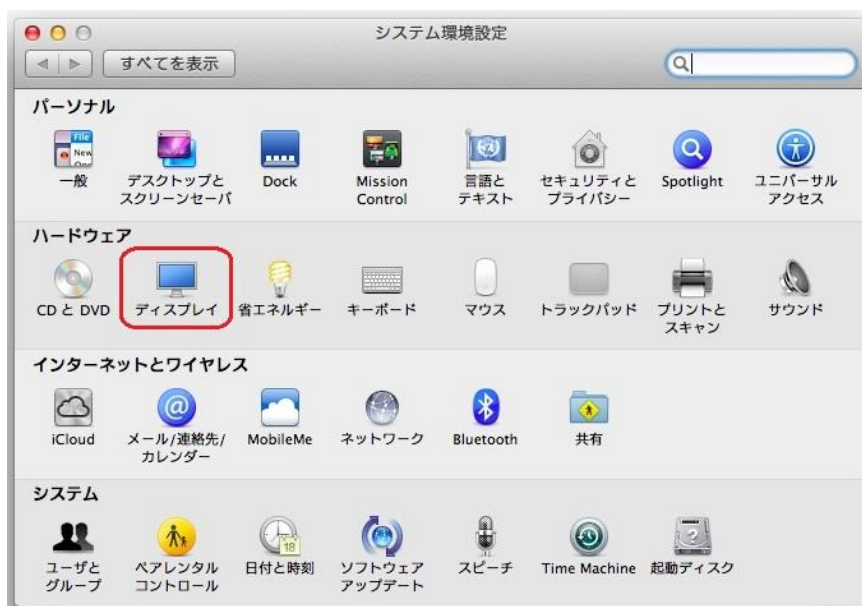 システム環境設定
すべてを表示
パーソナル
File
New
一般
デスクトップと
スクリーンセーバ
Dock
Mission
Control
言語と
テキスト
セキュリティと
プライバシー
Spotlight
ユニバーサル
アクセス
ハードウェア
CD と DVD
ディスプレイ
省エネルギー
キーボード
マウス
トラックパッド
プリントと
スキャン
サウンド
インターネットとワイヤレス
iCloud
@
メール/連絡先/
カレンダー
MobileMe
ネットワーク
Bluetooth
共有
システム
ユーザと
グループ
ペアレンタル
コントロール
18
日付と時刻
ソフトウェア
アップデート
スピーチ
Time Machine
?
起動ディスク